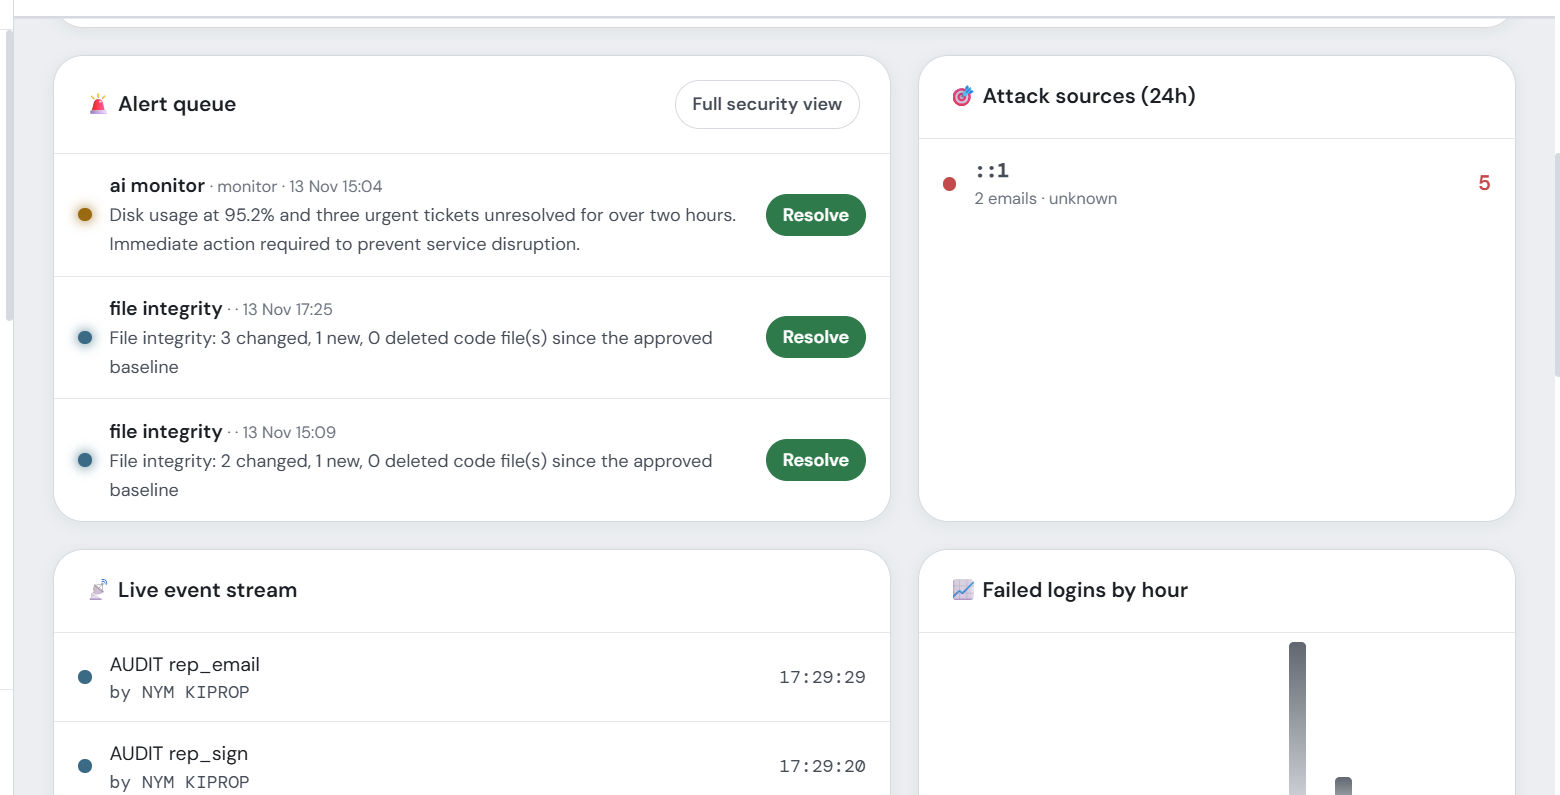 Alert queue
Full security view
ai monitor · monitor · 13 Nov 15:04
Disk usage at 95.2% and three urgent tickets unresolved for over two hours.
Immediate action required to prevent service disruption.
Resolve
file integrity · · 13 Nov 17:25
File integrity: 3 changed, 1 new, 0 deleted code file(s) since the approved
baseline
Resolve
file integrity · · 13 Nov 15:09
File integrity: 2 changed, 1 new, 0 deleted code file(s) since the approved
baseline
Resolve
Attack sources (24h)
::1
2 emails · unknown
5
Live event stream
AUDIT rep_email
by NYM KIPROP
17:29:29
AUDIT rep_sign
by NYM KIPROP
17:29:20
Failed logins by hour